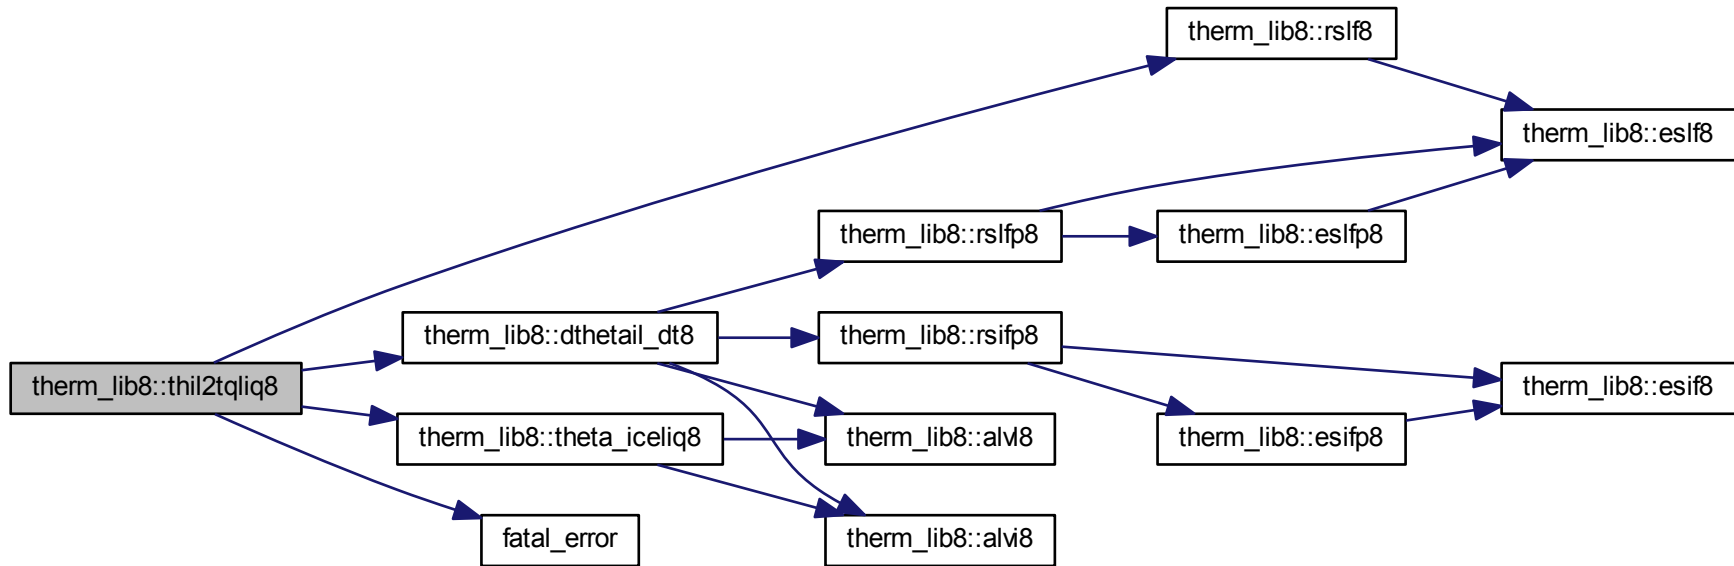 therm_lib8::rslf8
therm_lib8::eslf8
therm_lib8::rslfp8
therm_lib8::eslfp8
therm_lib8::dthetail_dt8
therm_lib8::rsifp8
therm_lib8::thil2tqliq8
therm_lib8::esif8
therm_lib8::theta_iceliq8
therm_lib8::alvl8
therm_lib8::esifp8
fatal_error
therm_lib8::alvi8